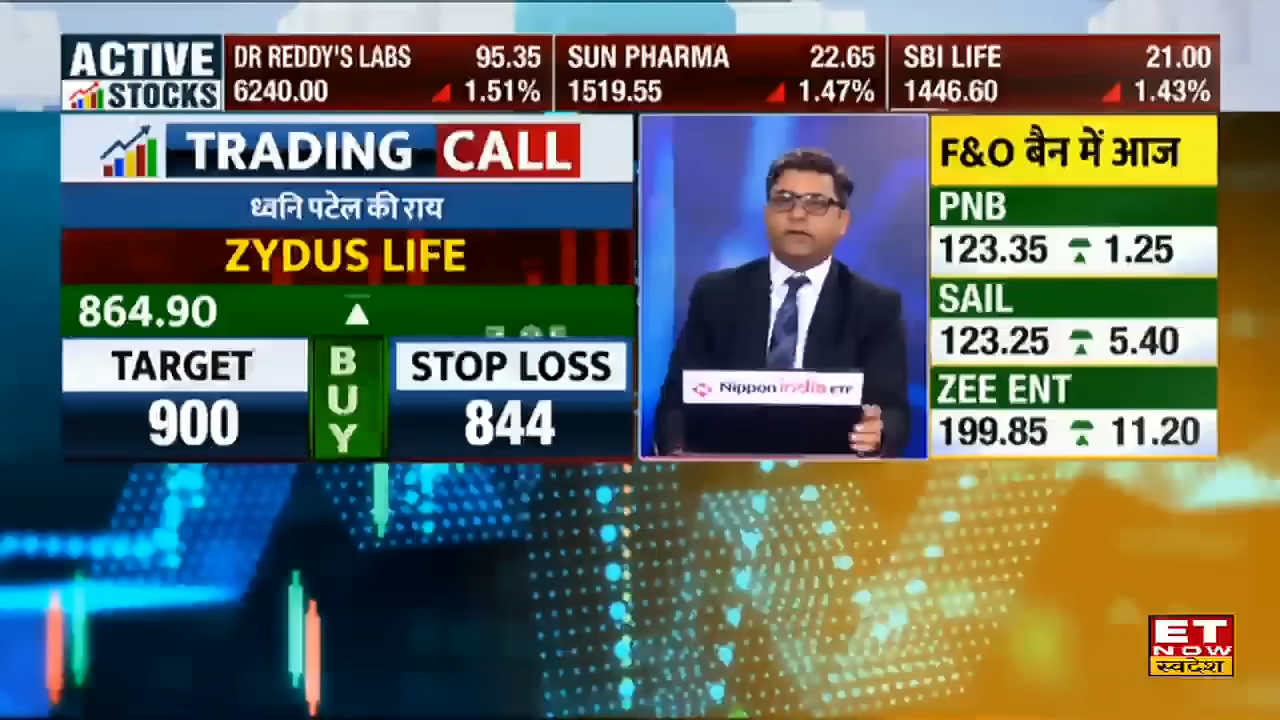 ACTIVE STOCKS
DR REDDY'S LABS 95.35
6240.00 1.51%
SUN PHARMA 22.65
1519.55 1.47%
SBI LIFE 21.00
1446.60 1.43%
TRADING CALL
ध्वनि पटेल की राय
ZYDUS LIFE
864.90
TARGET
900
BUY
STOP LOSS
844
Nippon india ETF
F&O बैन में आज
PNB
123.35 1.25
SAIL
123.25 5.40
ZEE ENT
199.85 11.20
ET
NOW
स्वदेश